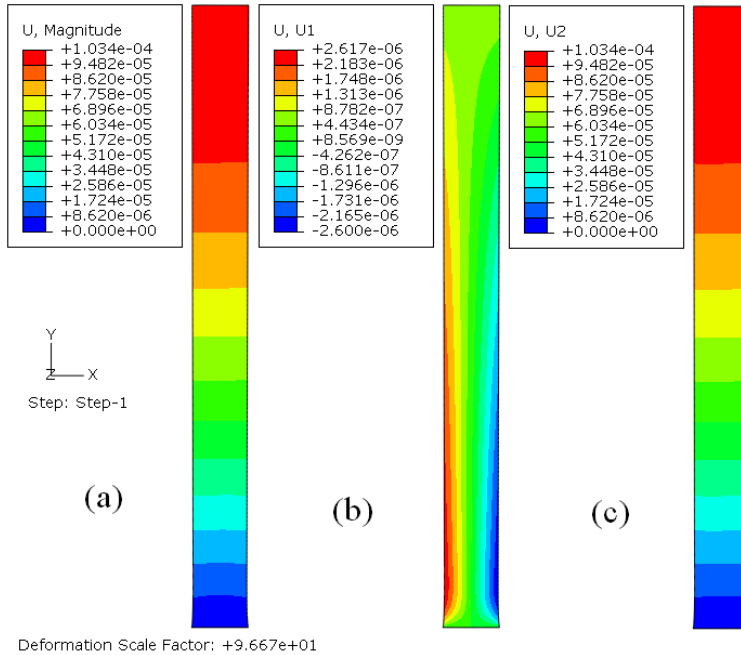 U, Magnitude
+1.034e-04
+9.482e-05
+8.620e-05
+7.758e-05
+6.896e-05
+6.034e-05
+5.172e-05
+4.310e-05
+3.448e-05
+2.586e-05
+1.724e-05
+8.620e-06
+0.000e+00
U, U1
+2.617e-06
+2.183e-06
+1.748e-06
+1.313e-06
+8.782e-07
+4.434e-07
+8.569e-09
-4.262e-07
-8.611e-07
-1.296e-06
-1.731e-06
-2.165e-06
-2.600e-06
U, U2
+1.034e-04
+9.482e-05
+8.620e-05
+7.758e-05
+6.896e-05
+6.034e-05
+5.172e-05
+4.310e-05
+3.448e-05
+2.586e-05
+1.724e-05
+8.620e-06
+0.000e+00
Y
Z X
Step: Step-1
(a)
(b)
(c)
Deformation Scale Factor: +9.667e+01